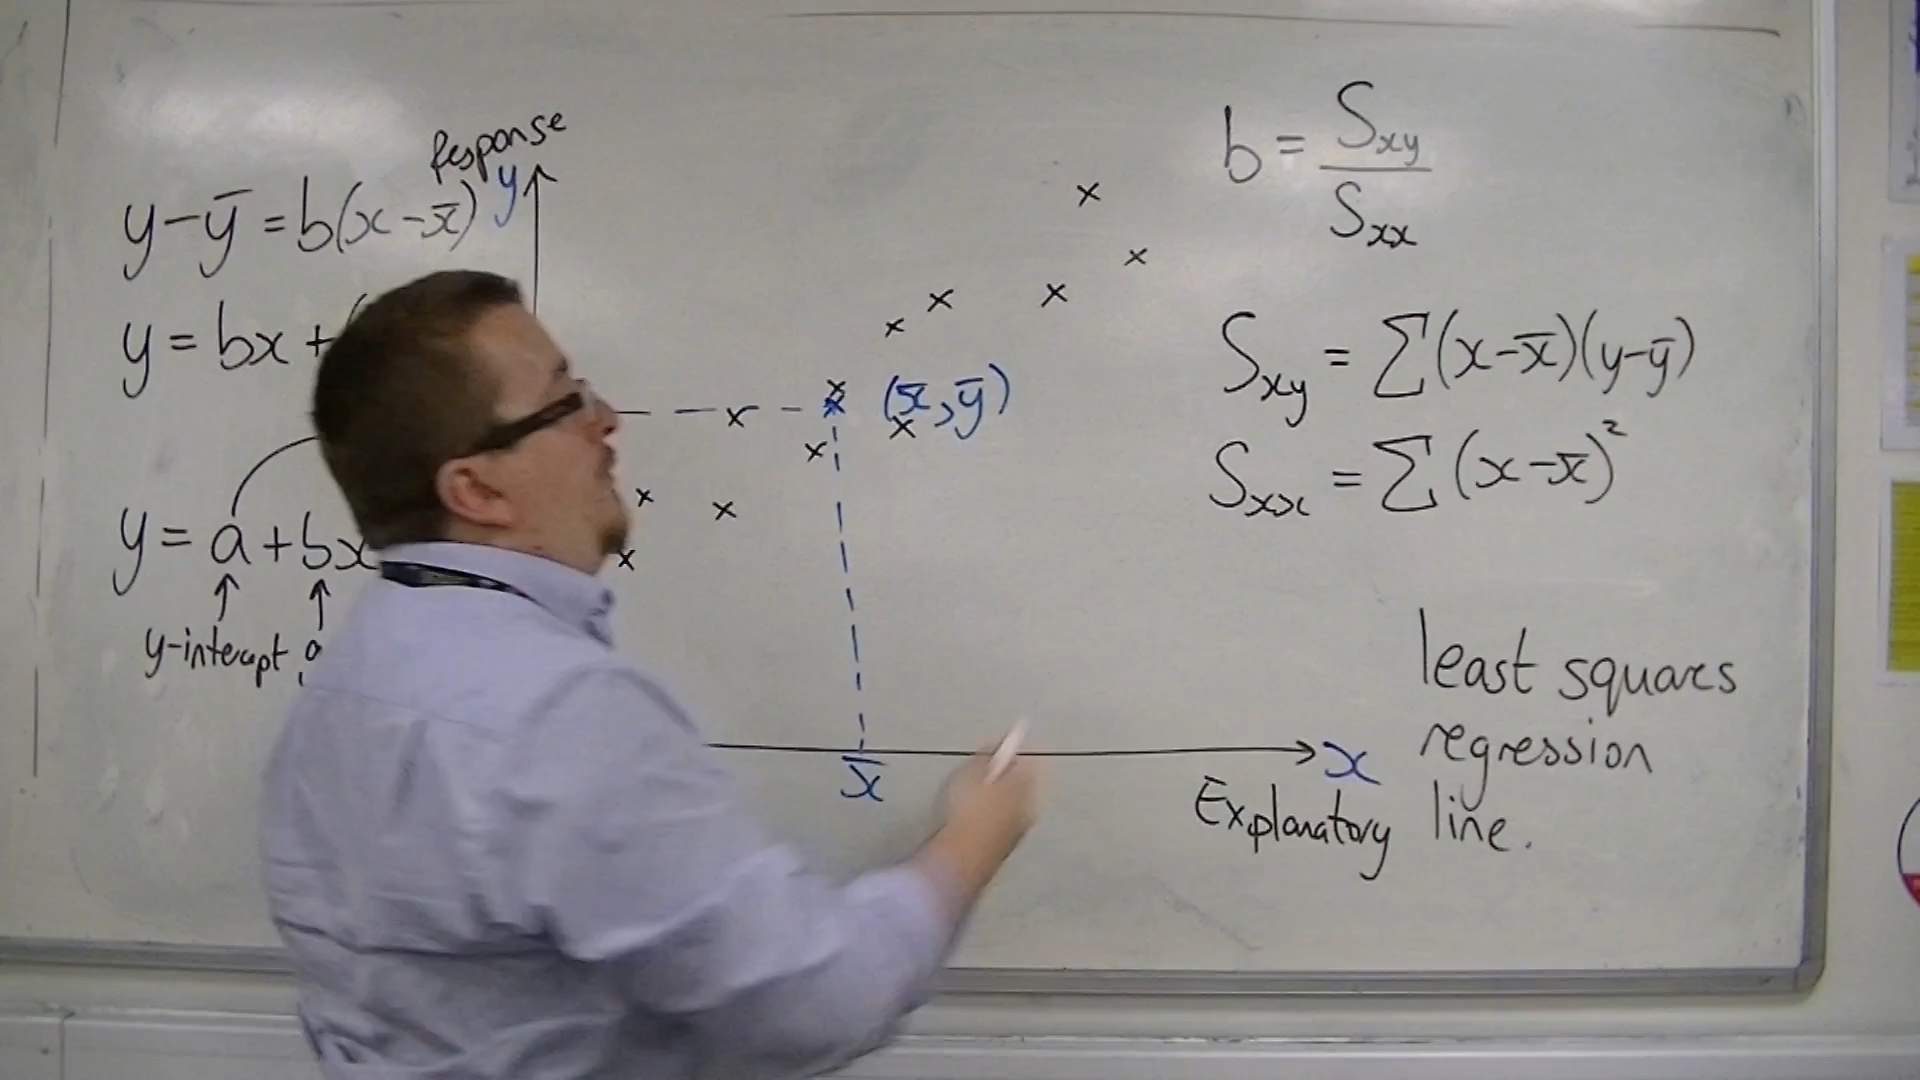 Response
y
y - ȳ = b(x - x̄)
y = bx + (
y = a + bx
y-intercept
(x̄, ȳ)
x̄
x
Explanatory
b = Sxy / Sxx
Sxy = ∑(x - x̄)(y - ȳ)
Sxx = ∑(x - x̄)²
least squares
regression
line.